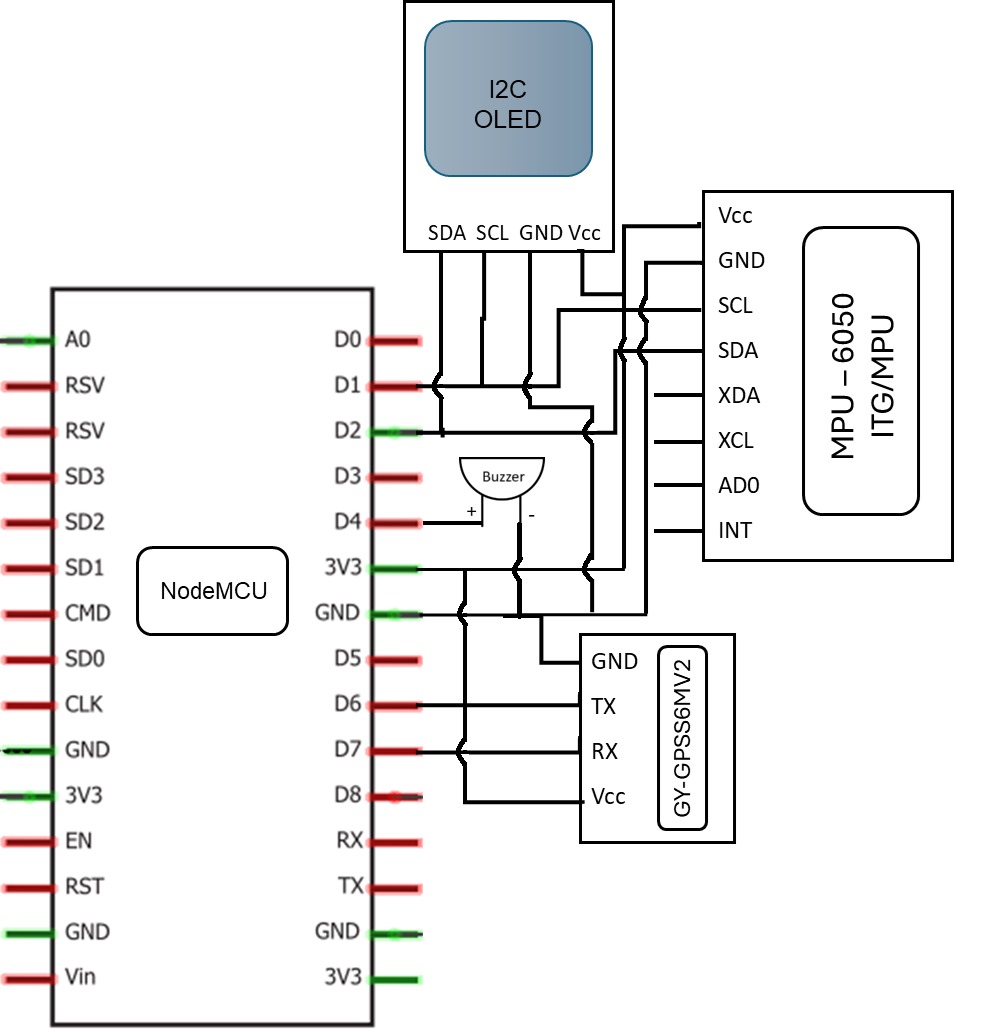 I2C
OLED
SDA SCL GND Vcc
Vcc
GND
SCL
SDA
XDA
XCL
AD0
INT
MPU – 6050
ITG/MPU
A0
RSV
RSV
SD3
SD2
SD1
CMD
SD0
CLK
GND
3V3
EN
RST
GND
Vin
NodeMCU
D0
D1
D2
D3
D4
3V3
GND
D5
D6
D7
D8
RX
TX
GND
3V3
Buzzer
+ -
GND
TX
RX
Vcc
GY-GPSS6MV2